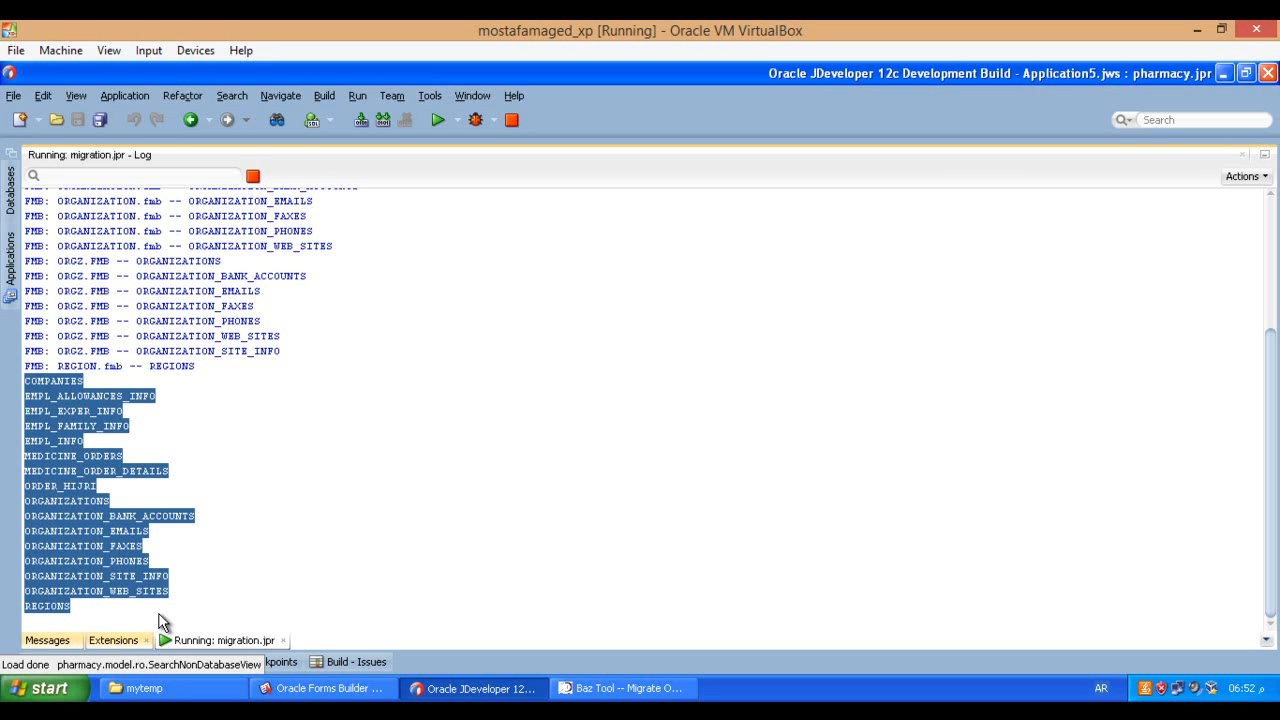 mostafamaged_xp [Running] - Oracle VM VirtualBox
File Machine View Input Devices Help
Oracle JDeveloper 12c Development Build - Application5.jws : pharmacy.jpr
File Edit View Application Refactor Search Navigate Build Run Team Tools Window Help
Search
Running: migration.jpr - Log
Actions
Databases
Applications
FMB: ORGANIZATION.fmb -- ORGANIZATION_BANK_ACCOUNTS
FMB: ORGANIZATION.fmb -- ORGANIZATION_EMAILS
FMB: ORGANIZATION.fmb -- ORGANIZATION_FAXES
FMB: ORGANIZATION.fmb -- ORGANIZATION_PHONES
FMB: ORGANIZATION.fmb -- ORGANIZATION_WEB_SITES
FMB: ORGZ.FMB -- ORGANIZATIONS
FMB: ORGZ.FMB -- ORGANIZATION_BANK_ACCOUNTS
FMB: ORGZ.FMB -- ORGANIZATION_EMAILS
FMB: ORGZ.FMB -- ORGANIZATION_FAXES
FMB: ORGZ.FMB -- ORGANIZATION_PHONES
FMB: ORGZ.FMB -- ORGANIZATION_WEB_SITES
FMB: ORGZ.FMB -- ORGANIZATION_SITE_INFO
FMB: REGION.fmb -- REGIONS
COMPANIES
EMPL_ALLOWANCES_INFO
EMPL_EXPER_INFO
EMPL_FAMILY_INFO
EMPL_INFO
MEDICINE_ORDERS
MEDICINE_ORDER_DETAILS
ORDER_HIJRI
ORGANIZATIONS
ORGANIZATION_BANK_ACCOUNTS
ORGANIZATION_EMAILS
ORGANIZATION_FAXES
ORGANIZATION_PHONES
ORGANIZATION_SITE_INFO
ORGANIZATION_WEB_SITES
REGIONS
Messages Extensions Running: migration.jpr
Load done pharmacy.model.ro.SearchNonDatabaseView kpoints Build - Issues
start mytemp Oracle Forms Builder ... Oracle JDeveloper 12... Baz Tool -- Migrate O... AR 06:52 م